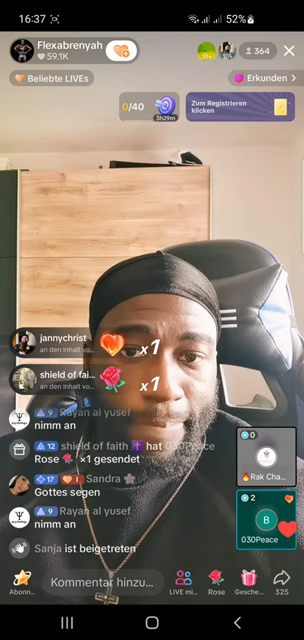 16:37
52%
Flexabrenyah
59.1K
10+
364
Beliebte LIVEs
Erkunden
0/40
3h29m
Zum Registrieren
klicken
jannychrist
an den Inhalt vo...
x1
shield of fai...
an den Inhalt vo...
x1
9 Rayan al yusef
nimm an
12 shield of faith hat 030Peace
Rose ×1 gesendet
17 1 Sandra
Gottes segen
9 Rayan al yusef
nimm an
Sanja ist beigetreten
0
Rak Cha...
2
B
030Peace
Kommentar hinzu...
Abonn...
LIVE mi...
Rose
Gesche...
325